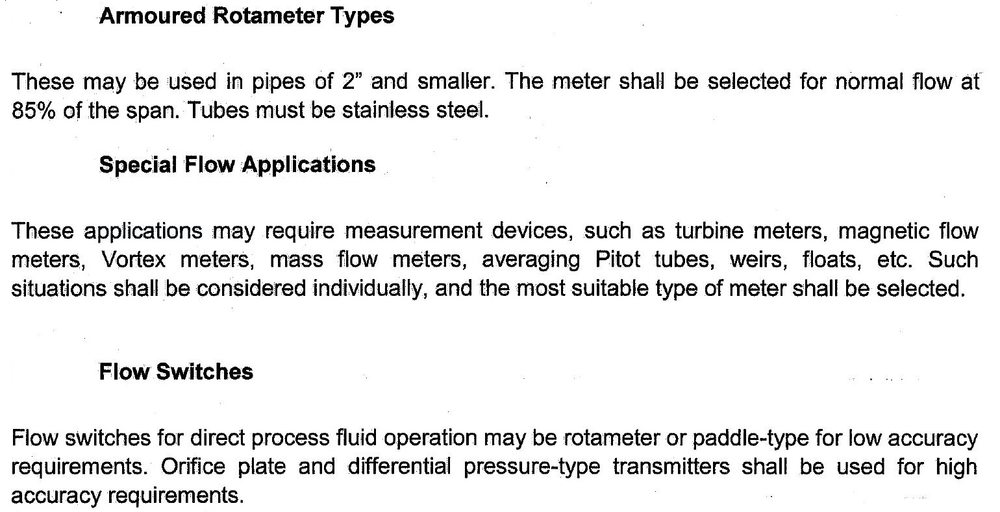 Armoured Rotameter Types
These may be used in pipes of 2” and smaller. The meter shall be selected for normal flow at
85% of the span. Tubes must be stainless steel.
Special Flow Applications
These applications may require measurement devices, such as turbine meters, magnetic flow
meters, Vortex meters, mass flow meters, averaging Pitot tubes, weirs, floats, etc. Such
situations shall be considered individually, and the most suitable type of meter shall be selected.
Flow Switches
Flow switches for direct process fluid operation may be rotameter or paddle-type for low accuracy
requirements. Orifice plate and differential pressure-type transmitters shall be used for high
accuracy requirements.